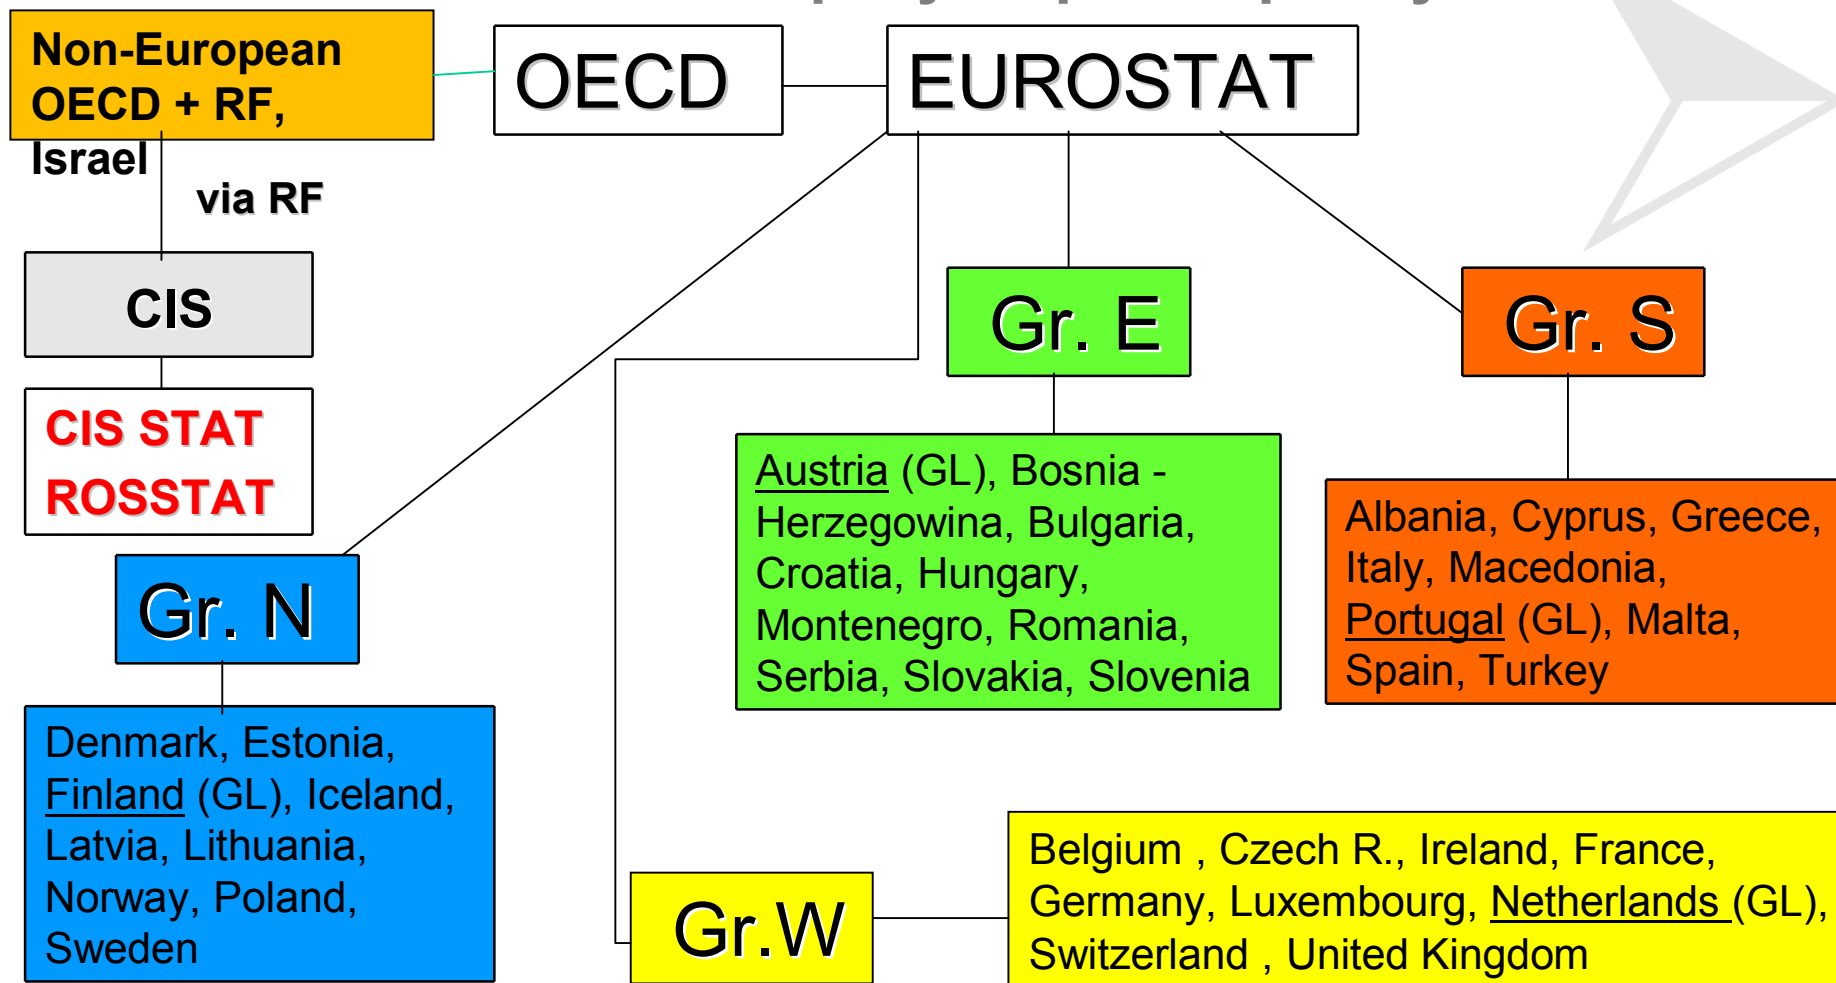 Non-European
OECD + RF,
Israel
OECD
EUROSTAT
via RF
CIS
CIS STAT
ROSSTAT
Gr. E
Gr. S
Austria (GL), Bosnia -
Herzegowina, Bulgaria,
Croatia, Hungary,
Montenegro, Romania,
Serbia, Slovakia, Slovenia
Albania, Cyprus, Greece,
Italy, Macedonia,
Portugal (GL), Malta,
Spain, Turkey
Gr. N
Denmark, Estonia,
Finland (GL), Iceland,
Latvia, Lithuania,
Norway, Poland,
Sweden
Gr.W
Belgium , Czech R., Ireland, France,
Germany, Luxembourg, Netherlands (GL),
Switzerland , United Kingdom